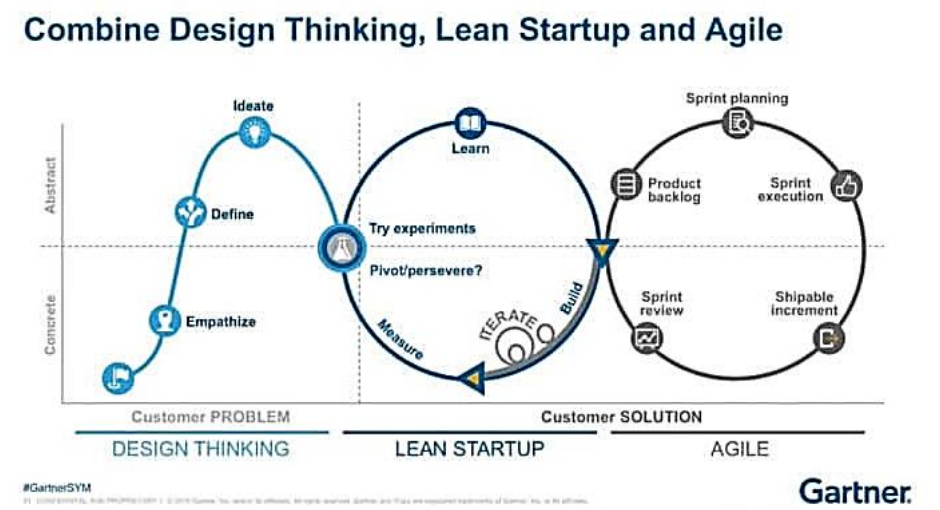 Combine Design Thinking, Lean Startup and Agile
Ideate
Define
Empathize
Abstract
Concrete
Learn
Try experiments
Pivot/persevere?
Measure
ITERATE
Build
Sprint planning
Product
backlog
Sprint
execution
Sprint
review
Shipable
increment
Customer PROBLEM
Customer SOLUTION
DESIGN THINKING
LEAN STARTUP
AGILE
#GartnerSYM
Gartner.